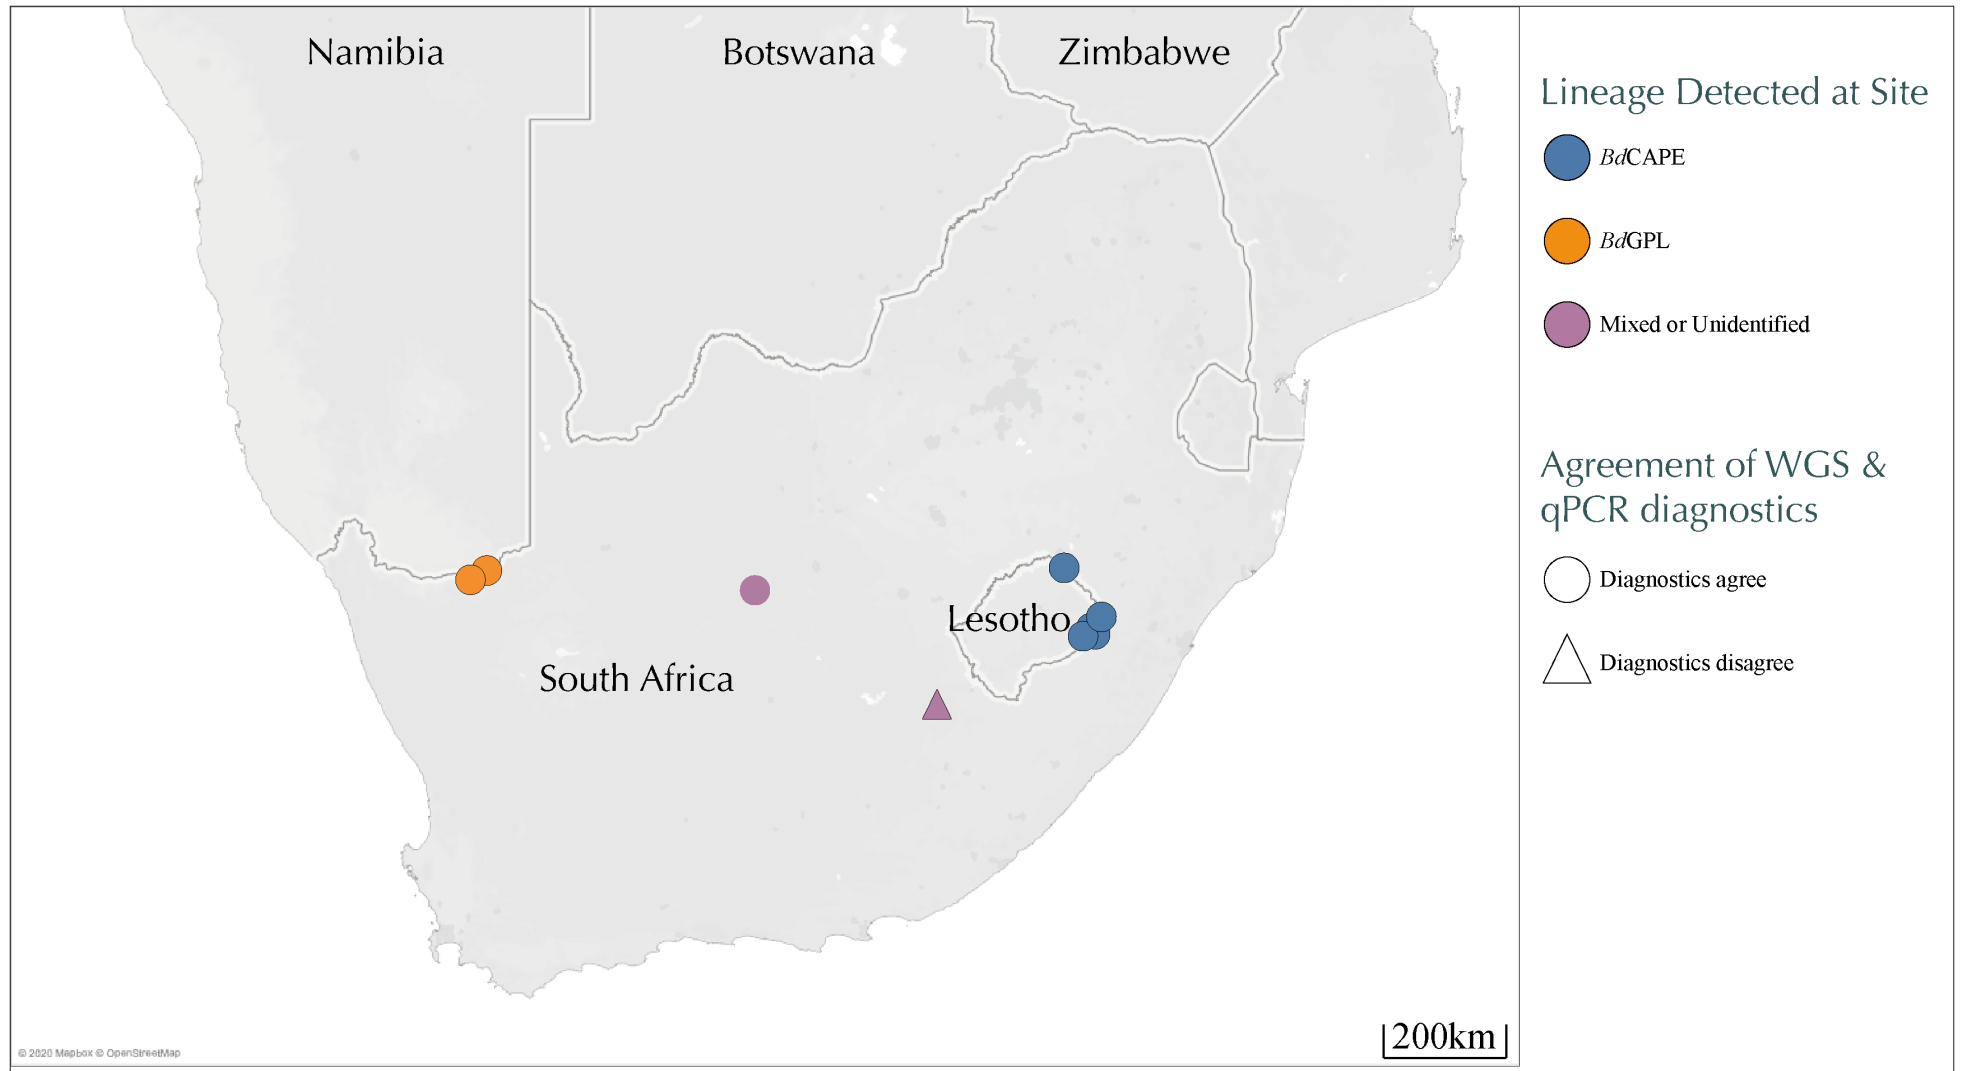 Namibia
Botswana
Zimbabwe
Lesotho
South Africa
200km
© 2020 Mapbox © OpenStreetMap
Lineage Detected at Site
BdCAPE
BdGPL
Mixed or Unidentified
Agreement of WGS &
qPCR diagnostics
Diagnostics agree
Diagnostics disagree